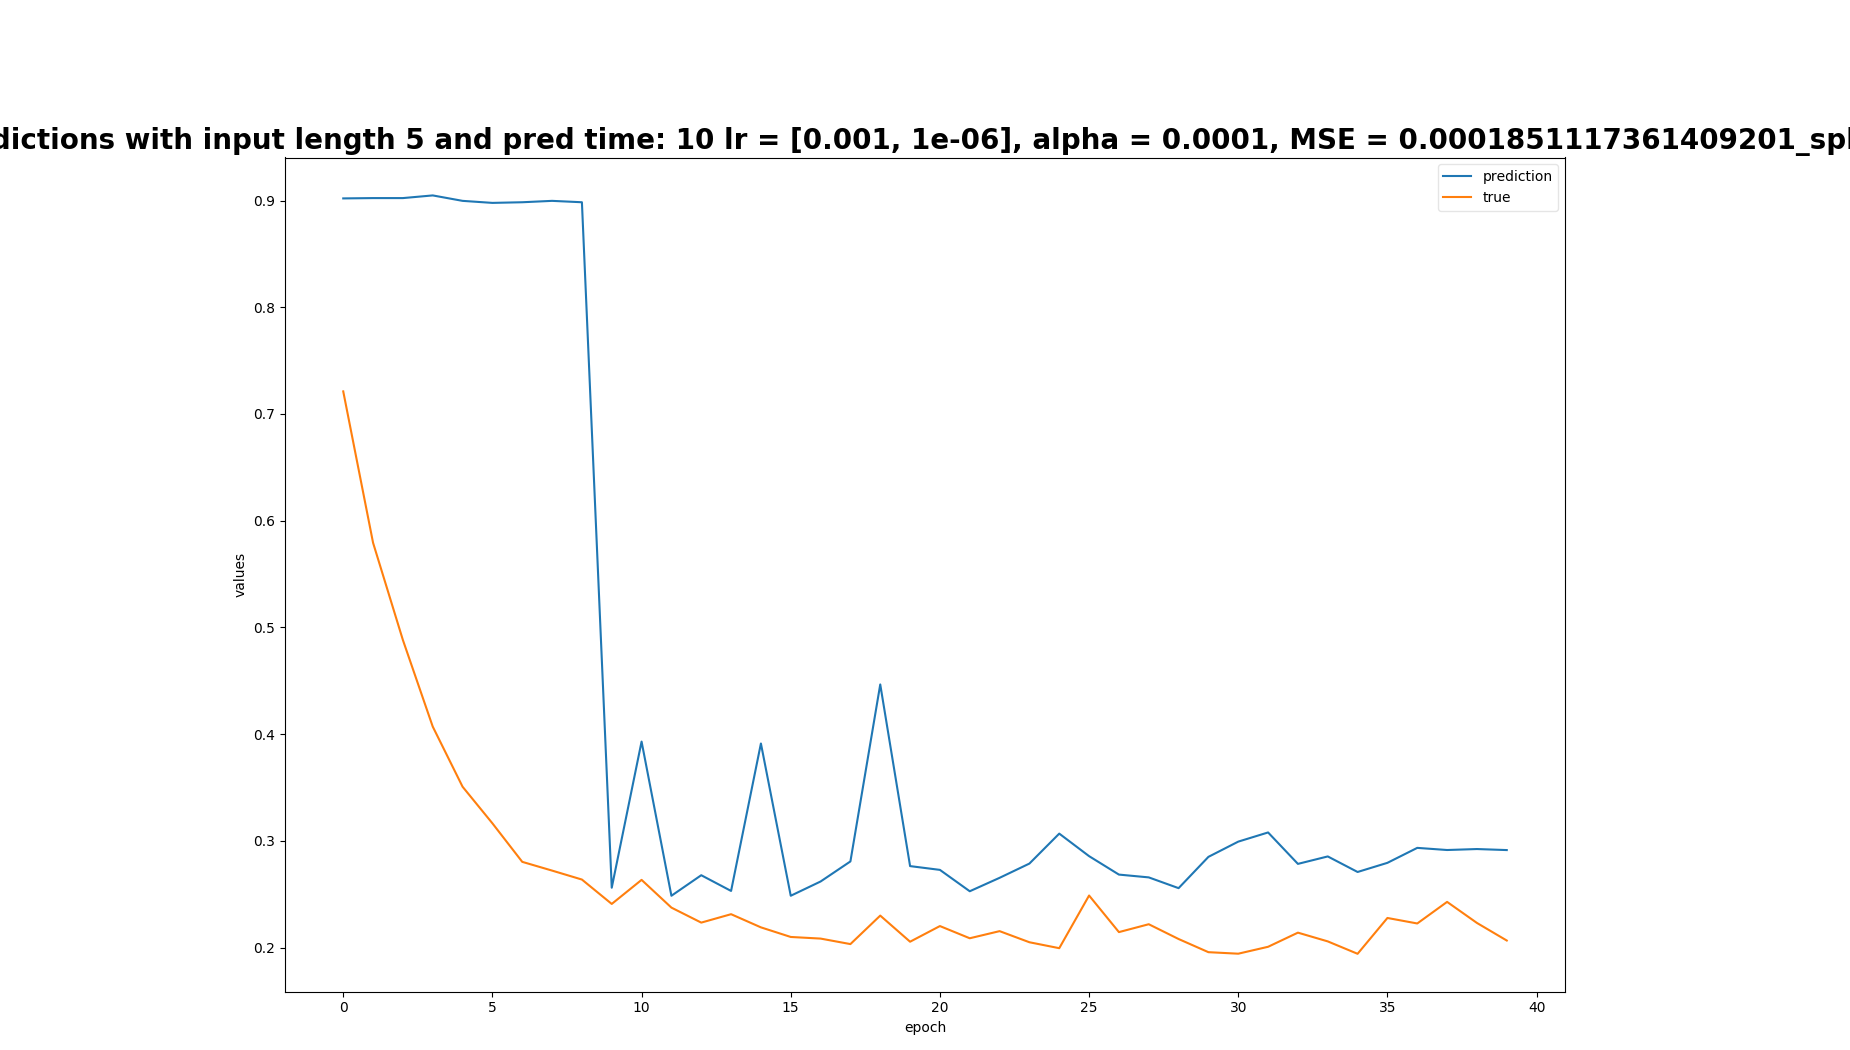 dictions with input length 5 and pred time: 10 lr = [0.001, 1e-06], alpha = 0.0001, MSE = 0.0001851117361409201_spl
prediction
true
0.9
0.8
0.7
0.6
0.5
0.4
0.3
0.2
values
0 5 10 15 20 25 30 35 40
epoch